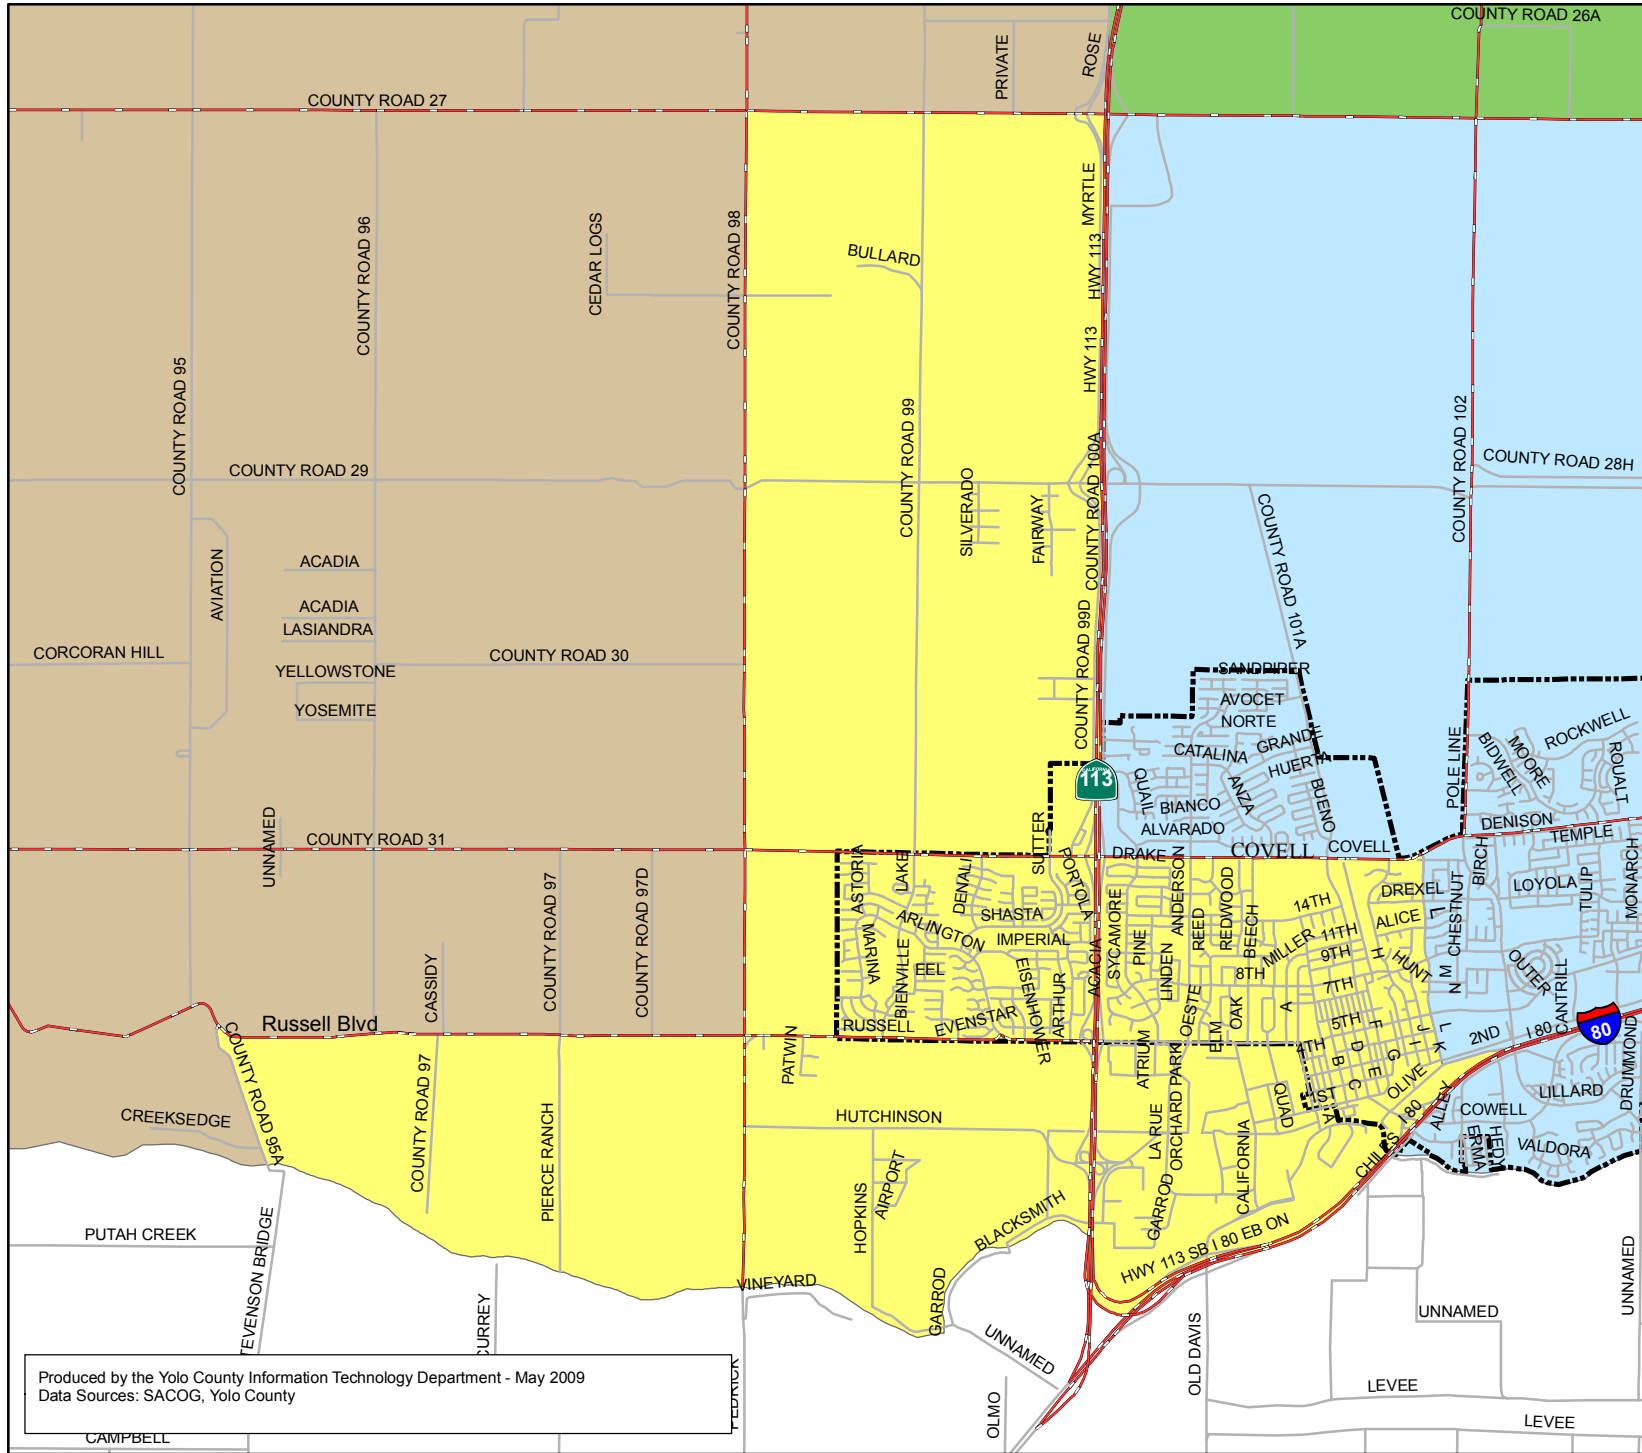 COUNTY ROAD 26A
PRIVATE
ROSE
COUNTY ROAD 27
COUNTY ROAD 96
CEDAR LOGS
COUNTY ROAD 98
BULLARD
MYRTLE
HWY 113
HWY 113
COUNTY ROAD 95
COUNTY ROAD 99
COUNTY ROAD 100A
COUNTY ROAD 102
COUNTY ROAD 29
COUNTY ROAD 28H
SILVERADO
FAIRWAY
COUNTY ROAD 101A
AVIATION
ACADIA
ACADIA
LASIANDRA
CORCORAN HILL
YELLOWSTONE
COUNTY ROAD 30
YOSEMITE
COUNTY ROAD 99D
SANDPIPER
AVOCET
NORTE
CATALINA
GRANDE
HUERTA
ANZA
BUENO
QUAIL
BIANCO
ALVARADO
CALIFORNIA
113
POLE LINE
BIDWELL
MOORE
ROCKWELL
ROUALT
DENISON
TEMPLE
UNNAMED
COUNTY ROAD 31
SUTTER
PORTOLA
DRAKE
COVELL
COVELL
ASTORIA
LAKE
DENALI
SHASTA
ARLINGTON
IMPERIAL
MARINA
BIENVILLE
EEL
EISENHOWER
ARTHUR
ACACIA
SYCAMORE
PINE
LINDEN
ANDERSON
REED
REDWOOD
BEECH
14TH
MILLER
11TH
9TH
8TH
7TH
5TH
4TH
1ST
DREXEL
ALICE
HUNT
H
L
M
N
CHESTNUT
BIRCH
LOYOLA
TULIP
MONARCH
OUTER
CANTRILL
COUNTY ROAD 97
COUNTY ROAD 97D
CASSIDY
Russell Blvd
RUSSELL
EVENSTAR
PATWIN
ATRIUM
ORCHARD PARK
OESTE
ELM
OAK
A
F
D
B
C
E
G
I
J
K
L
A
2ND
I 80
80
OLIVE
I 80
ALLEY
LILLARD
DRUMMOND
COWELL
ERMA
HEDY
VALDORA
CHILES
QUAD
CALIFORNIA
LA RUE
GARROD
COUNTY ROAD 95A
CREEKSEDGE
COUNTY ROAD 97
PIERCE RANCH
HUTCHINSON
HOPKINS
AIRPORT
BLACKSMITH
HWY 113 SB I 80 EB ON
PUTAH CREEK
VINEYARD
GARROD
UNNAMED
OLD DAVIS
UNNAMED
UNNAMED
LEVEE
LEVEE
OLMO
CAMPBELL
Produced by the Yolo County Information Technology Department - May 2009
Data Sources: SACOG, Yolo County